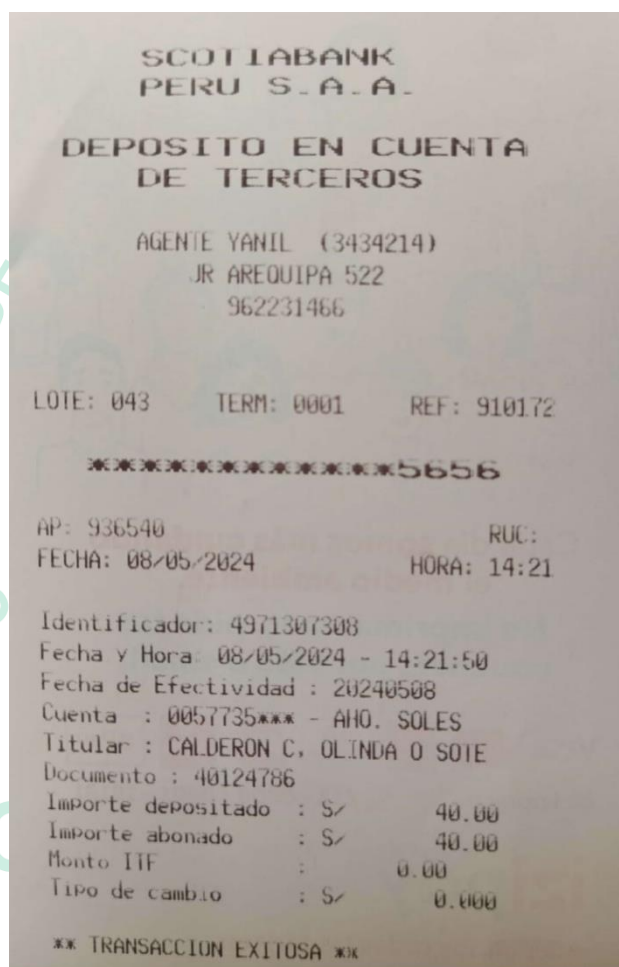 SCOTIABANK
PERU S.A.A.
DEPOSITO EN CUENTA
DE TERCEROS
AGENTE YANIL (3434214)
JR AREQUIPA 522
962231466
LOTE: 043 TERM: 0001 REF: 910172
************5656
AP: 936540 RUC:
FECHA: 08/05/2024 HORA: 14:21
Identificador: 4971307308
Fecha y Hora: 08/05/2024 - 14:21:50
Fecha de Efectividad : 20240508
Cuenta : 0057735*** - AHO. SOLES
Titular : CALDERON C, OLINDA O SOTE
Documento : 40124786
Importe depositado : S/ 40.00
Importe abonado : S/ 40.00
Monto ITF : 0.00
Tipo de cambio : S/ 0.000
** TRANSACCION EXITOSA **